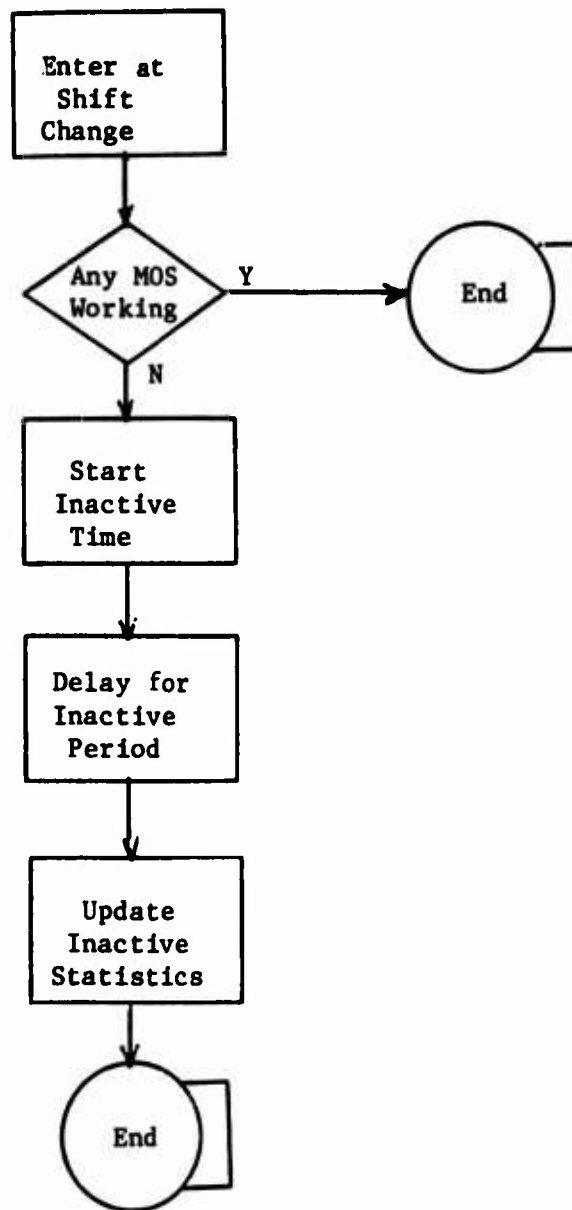 Enter at
Shift
Change
Any MOS
Working
Y
End
N
Start
Inactive
Time
Delay for
Inactive
Period
Update
Inactive
Statistics
End